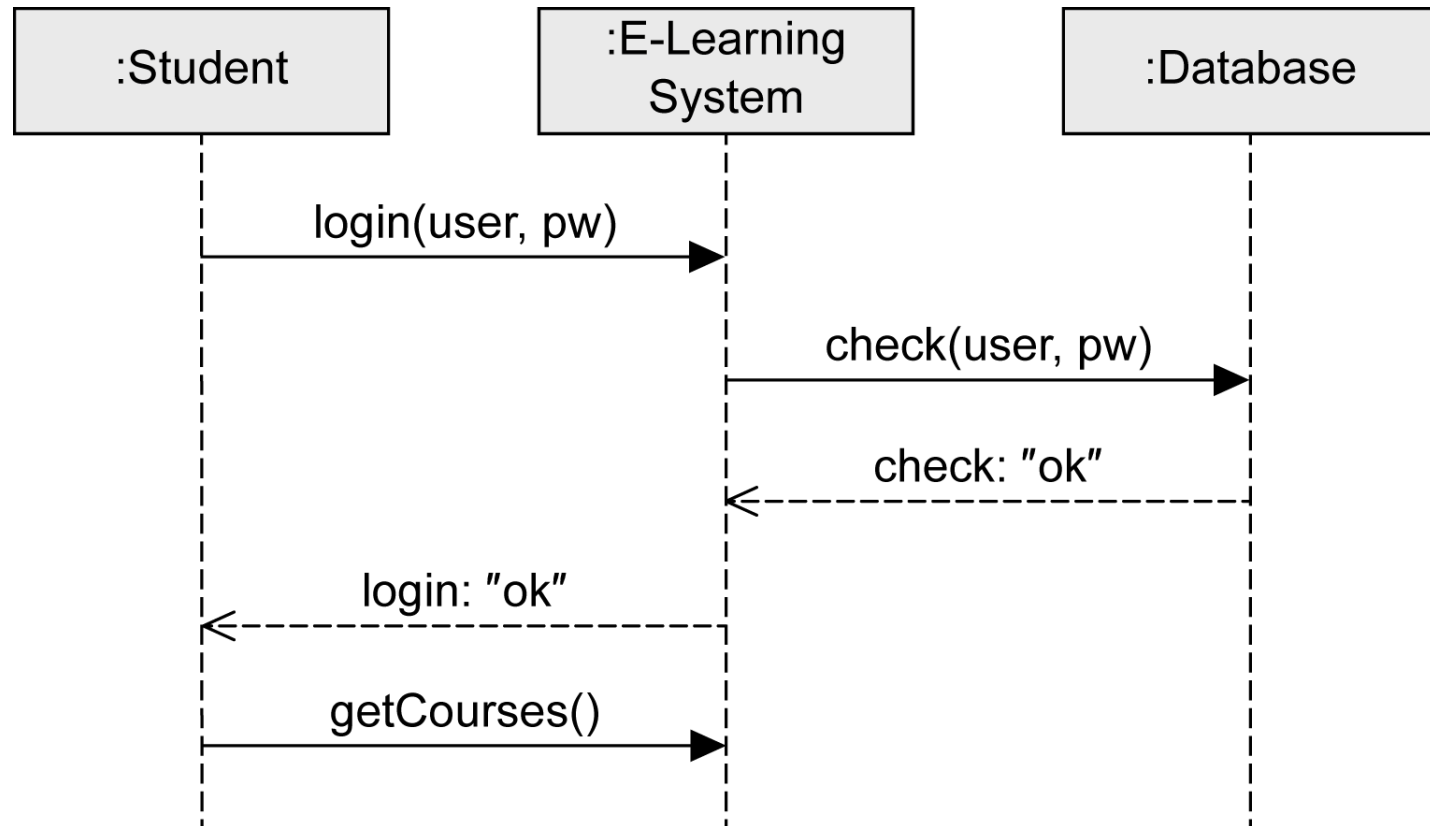 :Student
:E-Learning
System
:Database
login(user, pw)
check(user, pw)
check: ″ok″
login: ″ok″
getCourses()